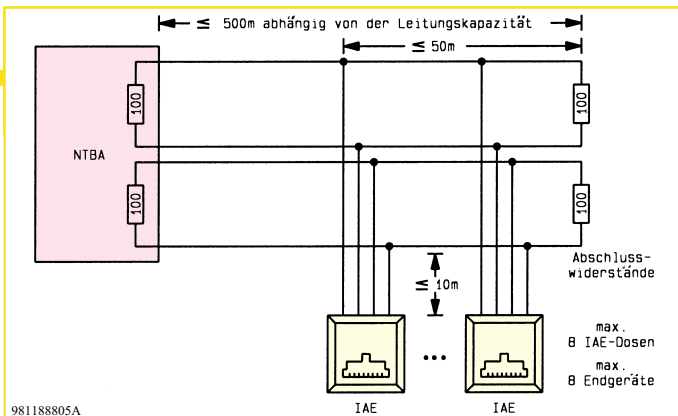 ≤ 500m abhängig von der Leitungskapazität
≤ 50m
100
100
NTBA
100
100
Abschluss-
widerstände
≤ 10m
max.
8 IAE-Dosen
...
max.
8 Endgeräte
IAE
IAE
981188805A